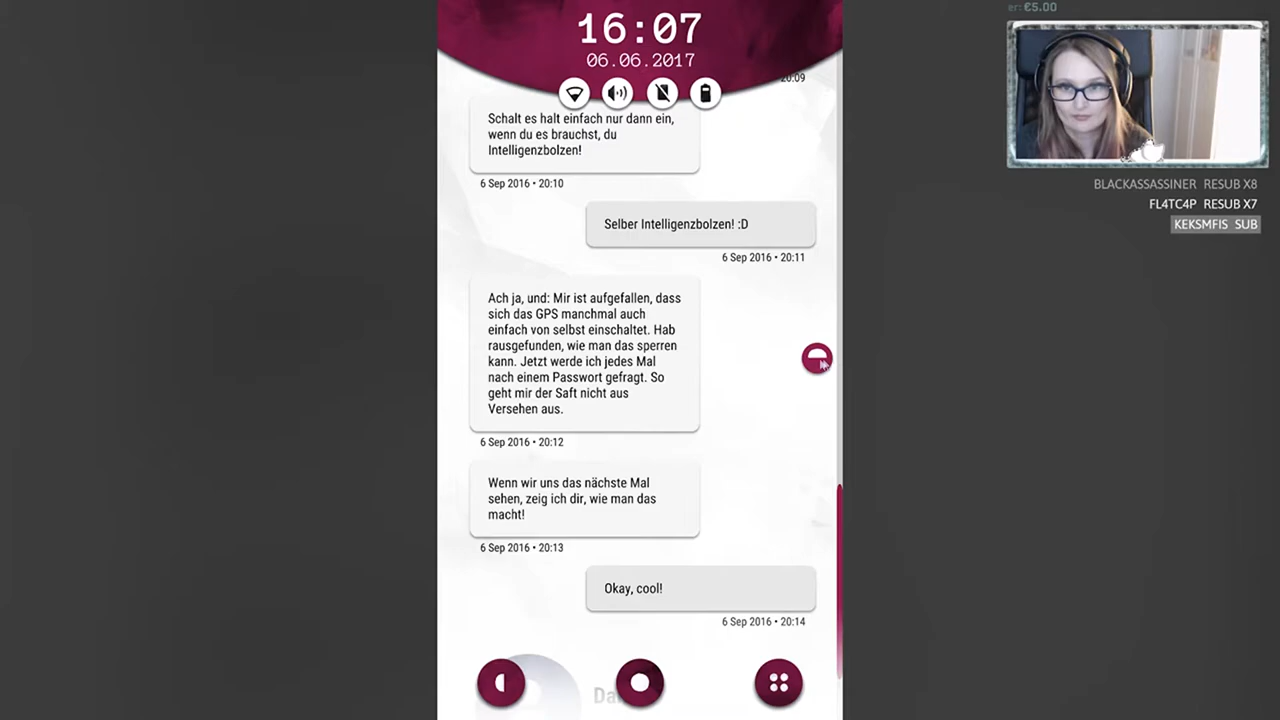 er: €5.00
16:07
06.06.2017
20:09
Schalt es halt einfach nur dann ein,
wenn du es brauchst, du
Intelligenzbolzen!
6 Sep 2016 • 20:10
Selber Intelligenzbolzen! :D
6 Sep 2016 • 20:11
Ach ja, und: Mir ist aufgefallen, dass
sich das GPS manchmal auch
einfach von selbst einschaltet. Hab
rausgefunden, wie man das sperren
kann. Jetzt werde ich jedes Mal
nach einem Passwort gefragt. So
geht mir der Saft nicht aus
Versehen aus.
6 Sep 2016 • 20:12
Wenn wir uns das nächste Mal
sehen, zeig ich dir, wie man das
macht!
6 Sep 2016 • 20:13
Okay, cool!
6 Sep 2016 • 20:14
BLACKASSASSINER RESUB X8
FL4TC4P RESUB X7
KEKSMFIS SUB